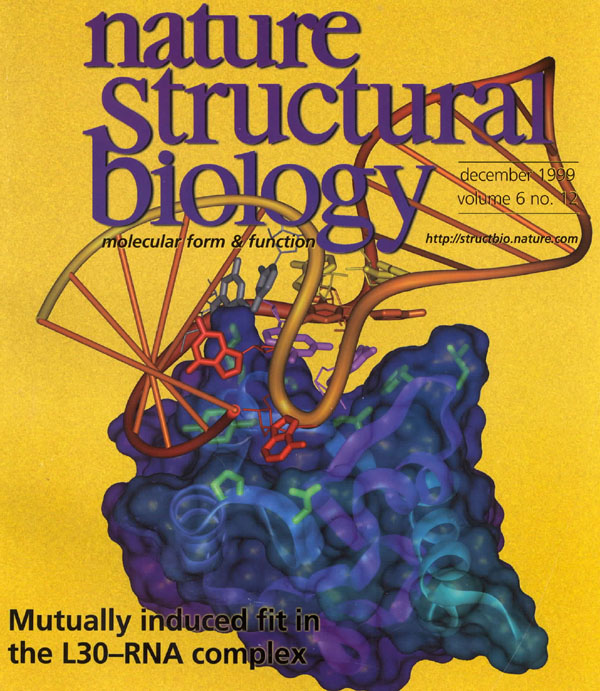 nature
structural
biology
december 1999
volume 6 no. 12
molecular form & function
http://structbio.nature.com
Mutually induced fit in
the L30–RNA complex